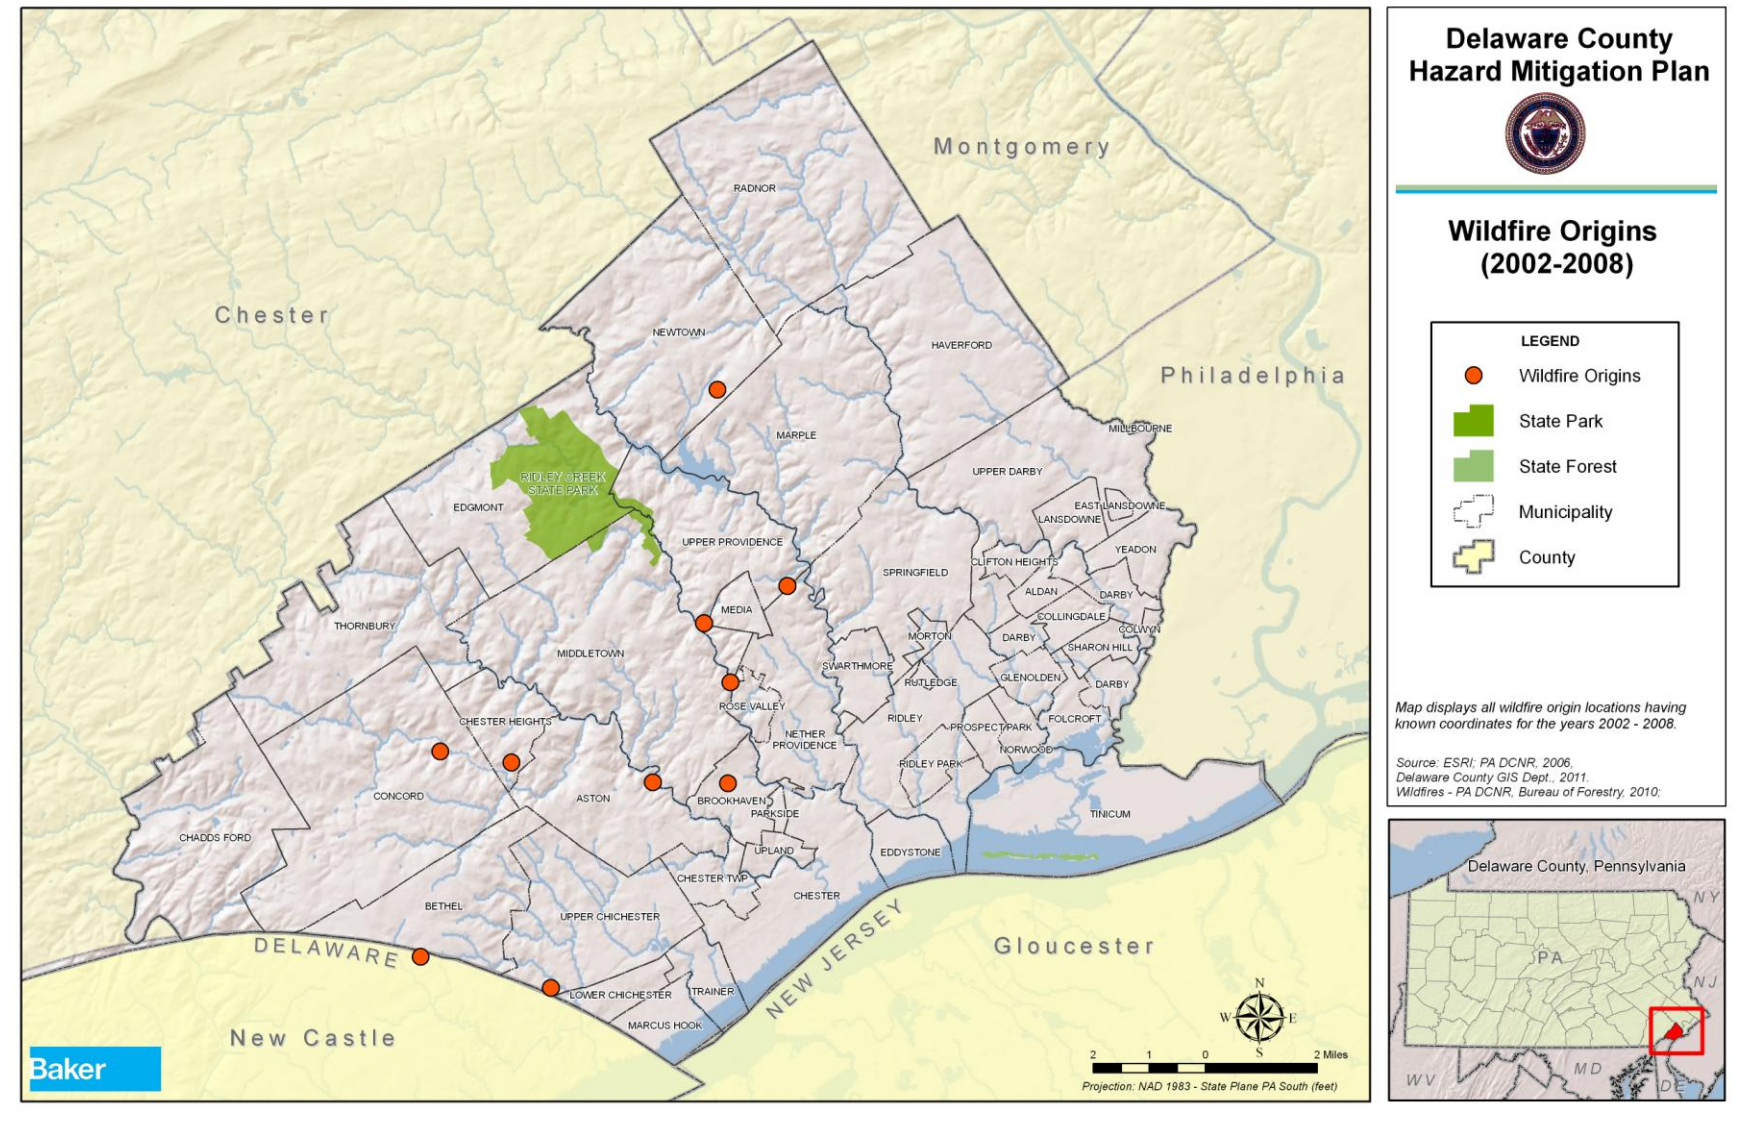 Delaware County
Hazard Mitigation Plan
Wildfire Origins
(2002-2008)
LEGEND
Wildfire Origins
State Park
State Forest
Municipality
County
Map displays all wildfire origin locations having
known coordinates for the years 2002 - 2008.
Source: ESRI; PA DCNR, 2006,
Delaware County GIS Dept., 2011.
Wildfires - PA DCNR, Bureau of Forestry, 2010;
Delaware County, Pennsylvania
NY
PA
NJ
MD
WV
DE
Montgomery
RADNOR
Chester
NEWTOWN
HAVERFORD
Philadelphia
MARPLE
MILLBOURNE
UPPER DARBY
RIDLEY CREEK
STATE PARK
EDGMONT
EAST LANSDOWNE
LANSDOWNE
UPPER PROVIDENCE
YEADON
CLIFTON HEIGHTS
SPRINGFIELD
ALDAN
DARBY
MEDIA
COLLINGDALE
THORNBURY
COLWYN
MORTON
DARBY
SHARON HILL
MIDDLETOWN
SWARTHMORE
GLENOLDEN
RUTLEDGE
DARBY
ROSE VALLEY
CHESTER HEIGHTS
RIDLEY
FOLCROFT
PROSPECT PARK
NETHER
PROVIDENCE
NORWOOD
RIDLEY PARK
CONCORD
ASTON
BROOKHAVEN
PARKSIDE
TINICUM
CHADDS FORD
UPLAND
EDDYSTONE
CHESTER TWP
CHESTER
BETHEL
UPPER CHICHESTER
DELAWARE
NEW JERSEY
Gloucester
LOWER CHICHESTER
TRAINER
MARCUS HOOK
New Castle
N
W
E
S
2 1 0 2 Miles
Projection: NAD 1983 - State Plane PA South (feet)
Baker